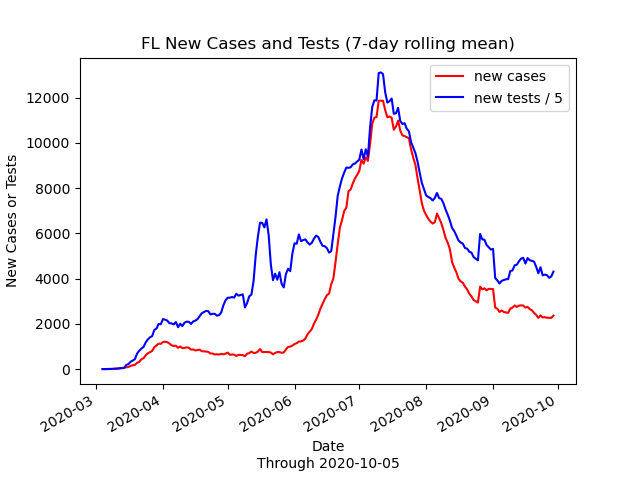 FL New Cases and Tests (7-day rolling mean)
new cases
new tests / 5
New Cases or Tests
12000
10000
8000
6000
4000
2000
0
2020-03
2020-04
2020-05
2020-06
2020-07
2020-08
2020-09
2020-10
Date
Through 2020-10-05